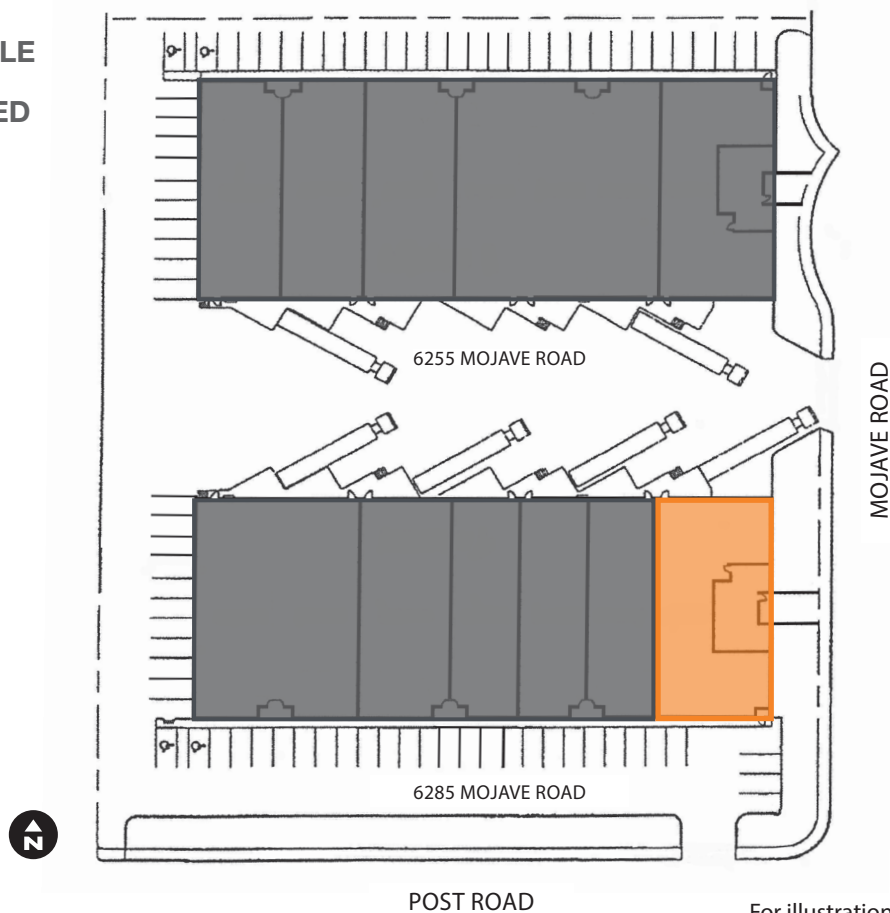 LE
ED
6255 MOJAVE ROAD
MOJAVE ROAD
6285 MOJAVE ROAD
N
POST ROAD
For illustration